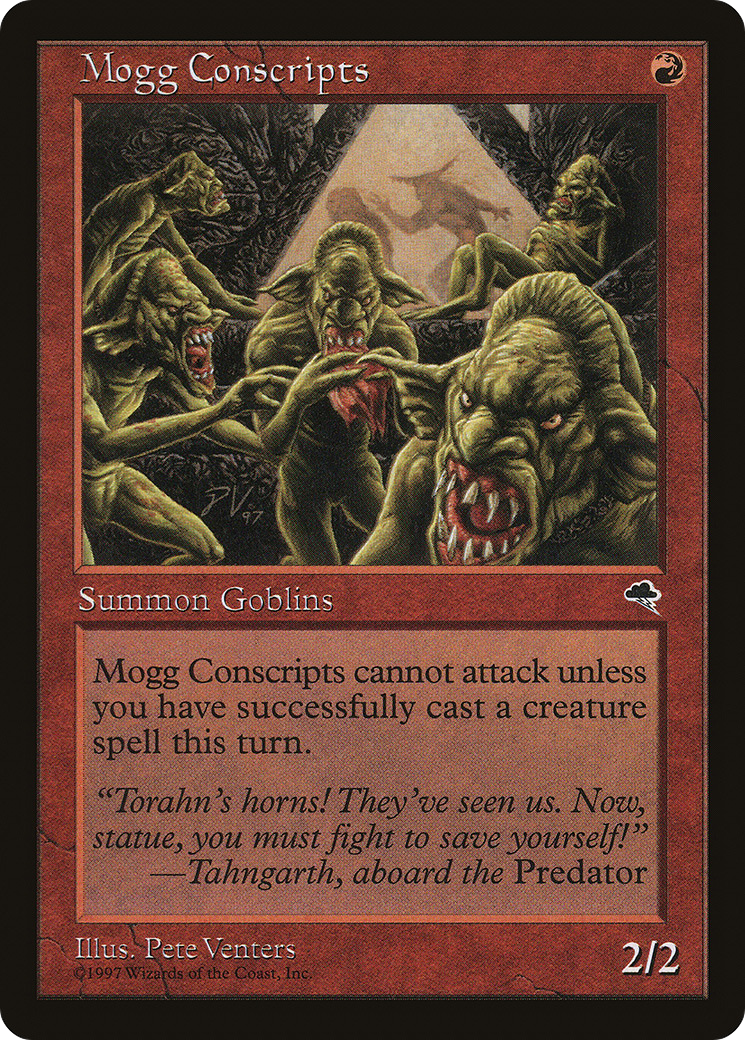 Mogg Conscripts
PV
97
Summon Goblins
Mogg Conscripts cannot attack unless
you have successfully cast a creature
spell this turn.
“Torahn’s horns! They’ve seen us. Now,
statue, you must fight to save yourself!”
—Tahngarth, aboard the Predator
Illus. Pete Venters
2/2
©1997 Wizards of the Coast, Inc.